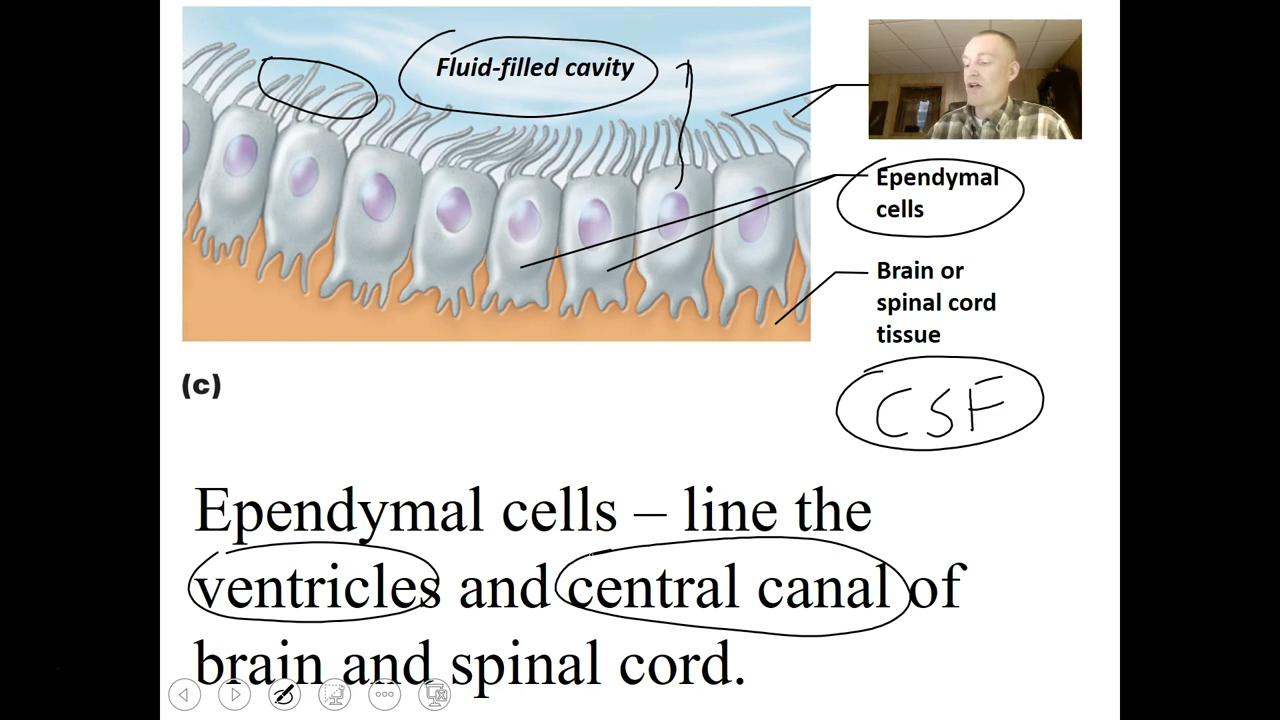 Fluid-filled cavity
Ependymal
cells
Brain or
spinal cord
tissue
(c)
CSF
Ependymal cells – line the
ventricles and central canal of
brain and spinal cord.